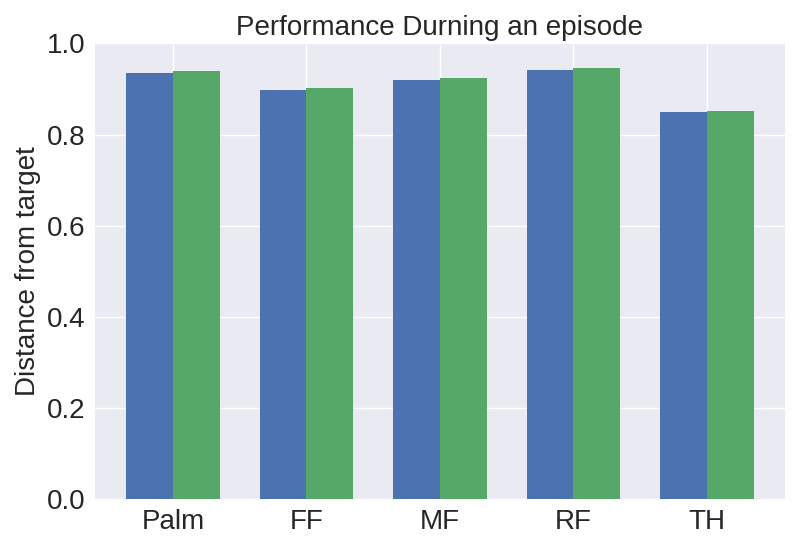 Performance Durning an episode
Distance from target
1.0
0.8
0.6
0.4
0.2
0.0
Palm FF MF RF TH